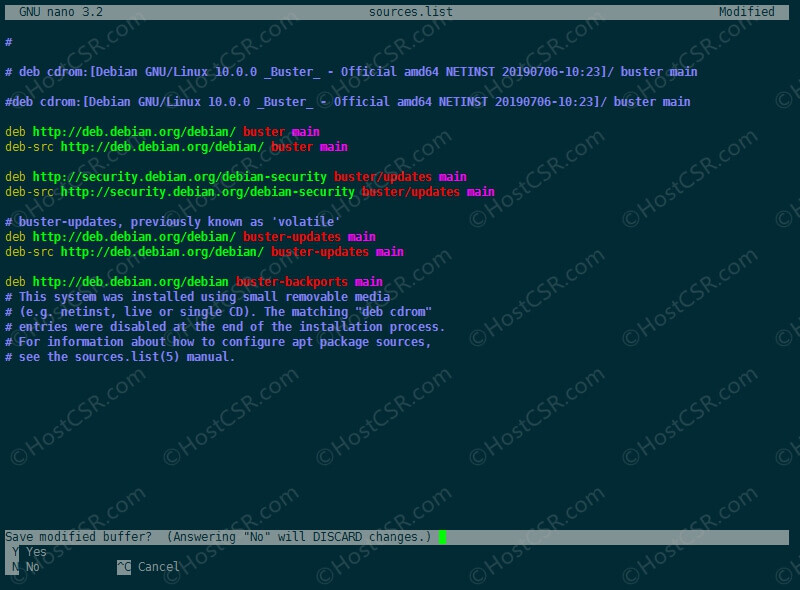 GNU nano 3.2 sources.list Modified
#
# deb cdrom:[Debian GNU/Linux 10.0.0 _Buster_ - Official amd64 NETINST 20190706-10:23]/ buster main
#deb cdrom:[Debian GNU/Linux 10.0.0 _Buster_ - Official amd64 NETINST 20190706-10:23]/ buster main
deb http://deb.debian.org/debian/ buster main
deb-src http://deb.debian.org/debian/ buster main
deb http://security.debian.org/debian-security buster/updates main
deb-src http://security.debian.org/debian-security buster/updates main
# buster-updates, previously known as 'volatile'
deb http://deb.debian.org/debian/ buster-updates main
deb-src http://deb.debian.org/debian/ buster-updates main
deb http://deb.debian.org/debian buster-backports main
# This system was installed using small removable media
# (e.g. netinst, live or single CD). The matching "deb cdrom"
# entries were disabled at the end of the installation process.
# For information about how to configure apt package sources,
# see the sources.list(5) manual.
Save modified buffer? (Answering "No" will DISCARD changes.)
Y Yes
N No ^C Cancel
©HostCSR.com